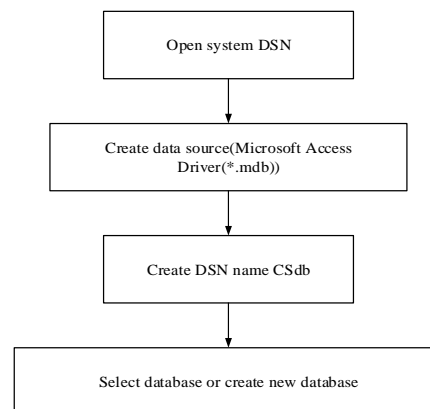 Open system DSN
Create data source(Microsoft Access
Driver(*.mdb))
Create DSN name CSdb
Select database or create new database